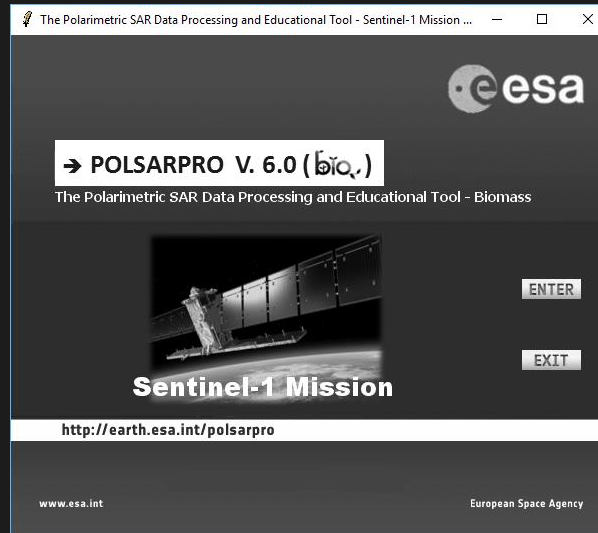 The Polarimetric SAR Data Processing and Educational Tool - Sentinel-1 Mission ...
esa
➔ POLSARPRO V. 6.0 (bio.)
The Polarimetric SAR Data Processing and Educational Tool - Biomass
ENTER
EXIT
Sentinel-1 Mission
http://earth.esa.int/polsarpro
www.esa.int
European Space Agency